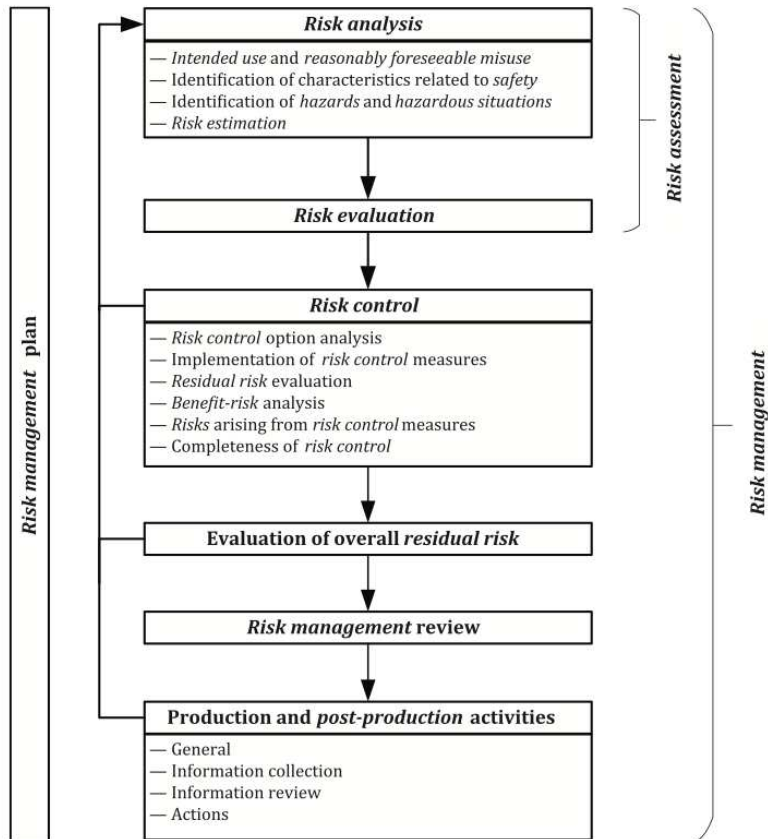 Risk management plan
Risk analysis
— Intended use and reasonably foreseeable misuse
— Identification of characteristics related to safety
— Identification of hazards and hazardous situations
— Risk estimation
Risk evaluation
Risk assessment
Risk control
— Risk control option analysis
— Implementation of risk control measures
— Residual risk evaluation
— Benefit-risk analysis
— Risks arising from risk control measures
— Completeness of risk control
Evaluation of overall residual risk
Risk management review
Production and post-production activities
— General
— Information collection
— Information review
— Actions
Risk management